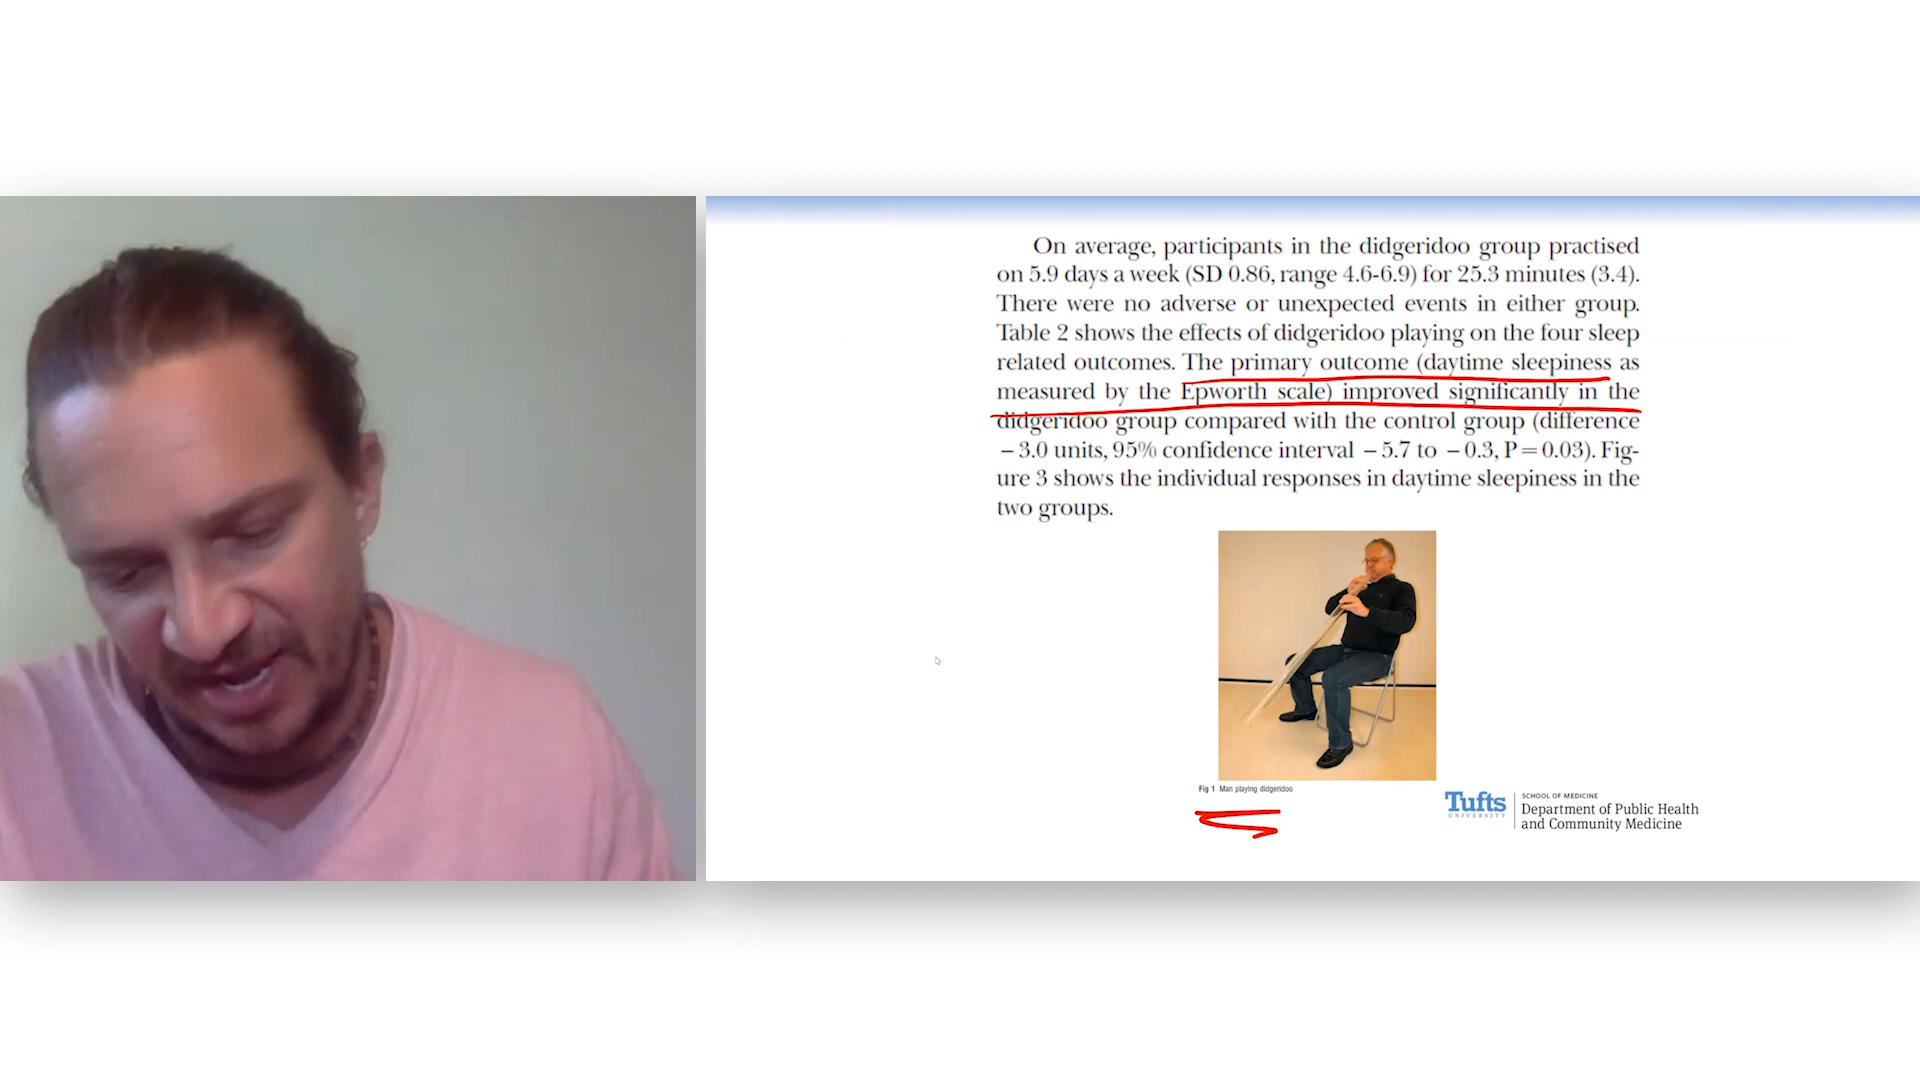 On average, participants in the didgeridoo group practised
on 5.9 days a week (SD 0.86, range 4.6-6.9) for 25.3 minutes (3.4).
There were no adverse or unexpected events in either group.
Table 2 shows the effects of didgeridoo playing on the four sleep
related outcomes. The primary outcome (daytime sleepiness as
measured by the Epworth scale) improved significantly in the
didgeridoo group compared with the control group (difference
− 3.0 units, 95% confidence interval − 5.7 to − 0.3, P = 0.03). Fig-
ure 3 shows the individual responses in daytime sleepiness in the
two groups.
Fig 1 Man playing didgeridoo
Tufts
UNIVERSITY
SCHOOL OF MEDICINE
Department of Public Health
and Community Medicine